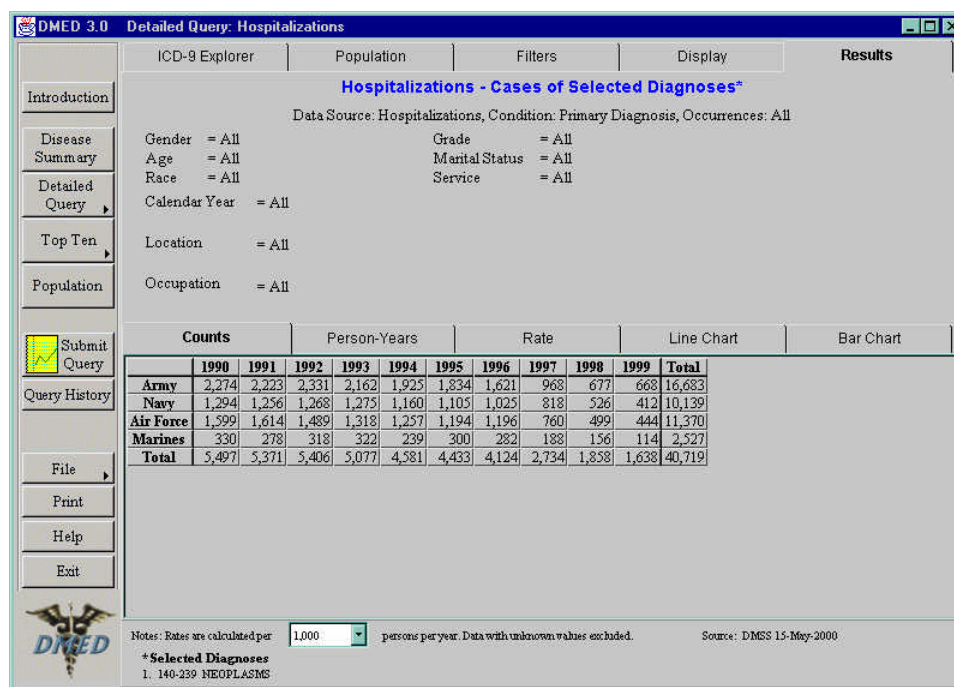 DMED 3.0 Detailed Query: Hospitalizations
ICD-9 Explorer Population Filters Display Results
Introduction
Disease
Summary
Detailed
Query
Top Ten
Population
Submit
Query
Query History
File
Print
Help
Exit
DMED
Hospitalizations - Cases of Selected Diagnoses*
Data Source: Hospitalizations, Condition: Primary Diagnosis, Occurrences: All
Gender = All Grade = All
Age = All Marital Status = All
Race = All Service = All
Calendar Year = All
Location = All
Occupation = All
Counts Person-Years Rate Line Chart Bar Chart
1990 1991 1992 1993 1994 1995 1996 1997 1998 1999 Total
Army 2,274 2,223 2,331 2,162 1,925 1,834 1,621 968 677 668 16,683
Navy 1,294 1,256 1,268 1,275 1,160 1,105 1,025 818 526 412 10,139
Air Force 1,599 1,614 1,489 1,318 1,257 1,194 1,196 760 499 444 11,370
Marines 330 278 318 322 239 300 282 188 156 114 2,527
Total 5,497 5,371 5,406 5,077 4,581 4,433 4,124 2,734 1,858 1,638 40,719
Notes: Rates are calculated per 1,000 persons per year. Data with unknown values excluded. Source: DMSS 15-May-2000
*Selected Diagnoses
1. 140-239 NEOPLASMS